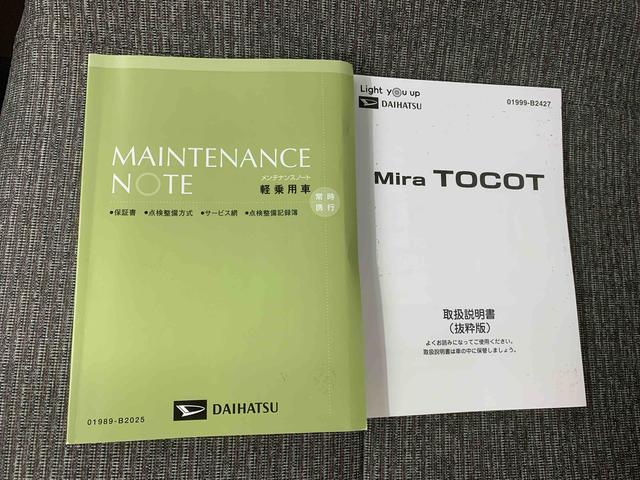 MAINTENANCE
NOTE
メンテナンスノート
軽乗用車
常時
携行
●保証書 ●点検整備方式 ●サービス網 ●点検整備記録簿
01989-B2025
DAIHATSU
Light you up
DAIHATSU
01999-B2427
Mira TOCOT
取扱説明書
（抜粋版）
よくお読みになってご使用ください。
取扱説明書は車の中に保管しましょう。